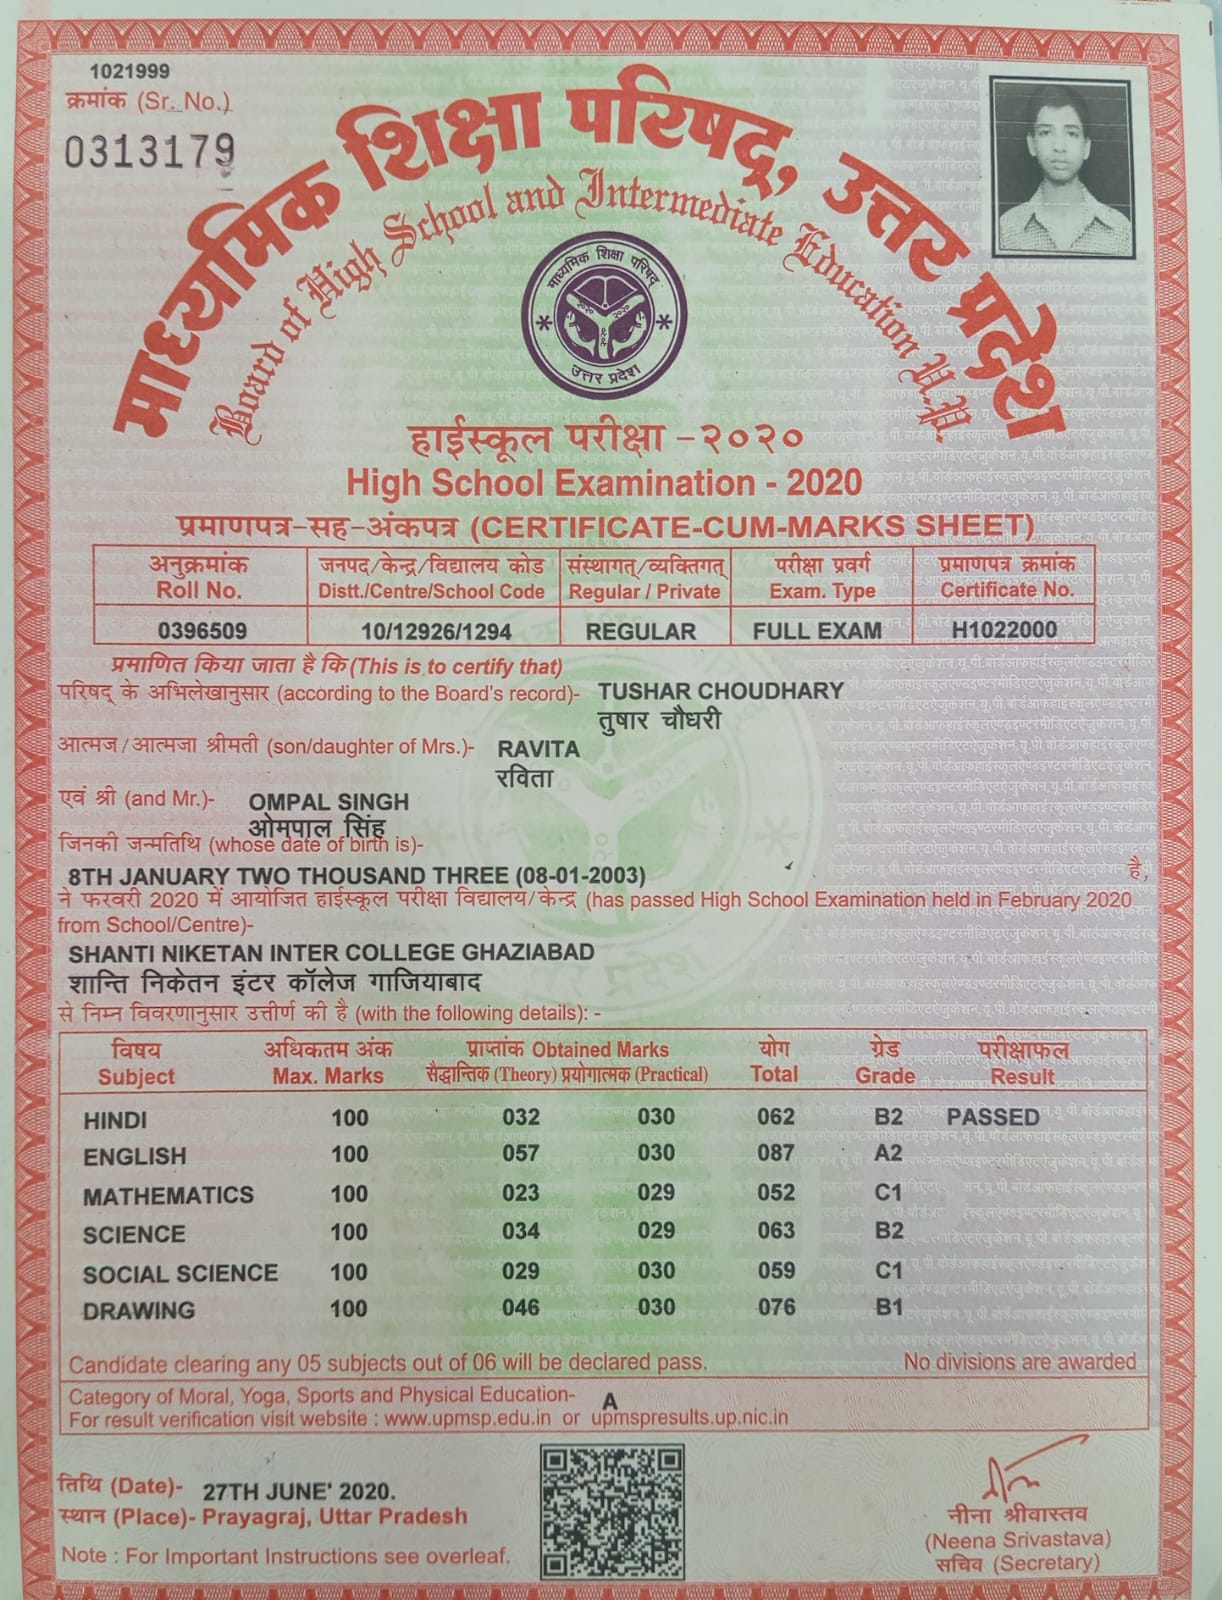 1021999
क्रमांक (Sr. No.)
0313179
माध्यमिक शिक्षा परिषद्, उत्तर प्रदेश
Board of High School and Intermediate Education U.P.
माध्यमिक शिक्षा परिषद्
उत्तर प्रदेश
हाईस्कूल परीक्षा -२०२०
High School Examination - 2020
प्रमाणपत्र-सह-अंकपत्र (CERTIFICATE-CUM-MARKS SHEET)
अनुक्रमांक जनपद/केन्द्र/विद्यालय कोड संस्थागत्/व्यक्तिगत् परीक्षा प्रवर्ग प्रमाणपत्र क्रमांक
Roll No. Distt./Centre/School Code Regular / Private Exam. Type Certificate No.
0396509 10/12926/1294 REGULAR FULL EXAM H1022000
प्रमाणित किया जाता है कि (This is to certify that)
परिषद् के अभिलेखानुसार (according to the Board's record)- TUSHAR CHOUDHARY
तुषार चौधरी
आत्मज/आत्मजा श्रीमती (son/daughter of Mrs.)- RAVITA
रविता
एवं श्री (and Mr.)- OMPAL SINGH
ओमपाल सिंह
जिनकी जन्मतिथि (whose date of birth is)-
8TH JANUARY TWO THOUSAND THREE (08-01-2003) है,
ने फरवरी 2020 में आयोजित हाईस्कूल परीक्षा विद्यालय/केन्द्र (has passed High School Examination held in February 2020
from School/Centre)-
SHANTI NIKETAN INTER COLLEGE GHAZIABAD
शान्ति निकेतन इंटर कॉलेज गाजियाबाद
से निम्न विवरणानुसार उत्तीर्ण की है (with the following details): -
विषय अधिकतम अंक प्राप्तांक Obtained Marks योग ग्रेड परीक्षाफल
Subject Max. Marks सैद्धान्तिक (Theory) प्रयोगात्मक (Practical) Total Grade Result
HINDI 100 032 030 062 B2 PASSED
ENGLISH 100 057 030 087 A2
MATHEMATICS 100 023 029 052 C1
SCIENCE 100 034 029 063 B2
SOCIAL SCIENCE 100 029 030 059 C1
DRAWING 100 046 030 076 B1
Candidate clearing any 05 subjects out of 06 will be declared pass. No divisions are awarded
Category of Moral, Yoga, Sports and Physical Education- A
For result verification visit website : www.upmsp.edu.in or upmspresults.up.nic.in
तिथि (Date)- 27TH JUNE' 2020.
स्थान (Place)- Prayagraj, Uttar Pradesh
Note : For Important Instructions see overleaf.
नीना श्रीवास्तव
(Neena Srivastava)
सचिव (Secretary)